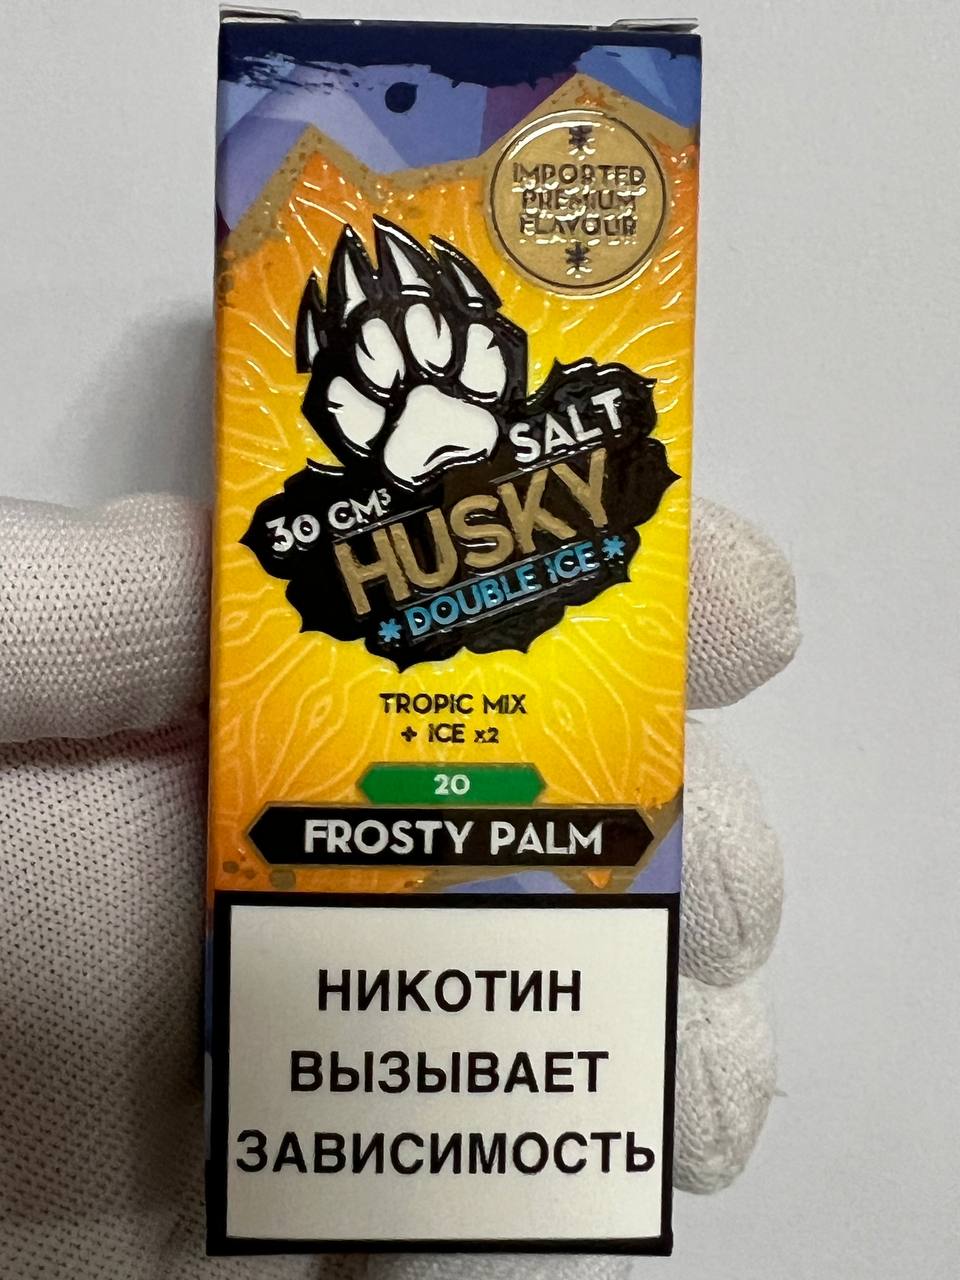 IMPORTED
PREMIUM
FLAVOUR
SALT
30 CM³
HUSKY
*DOUBLE ICE*
TROPIC MIX
+ ICE x2
20
FROSTY PALM
НИКОТИН
ВЫЗЫВАЕТ
ЗАВИСИМОСТЬ